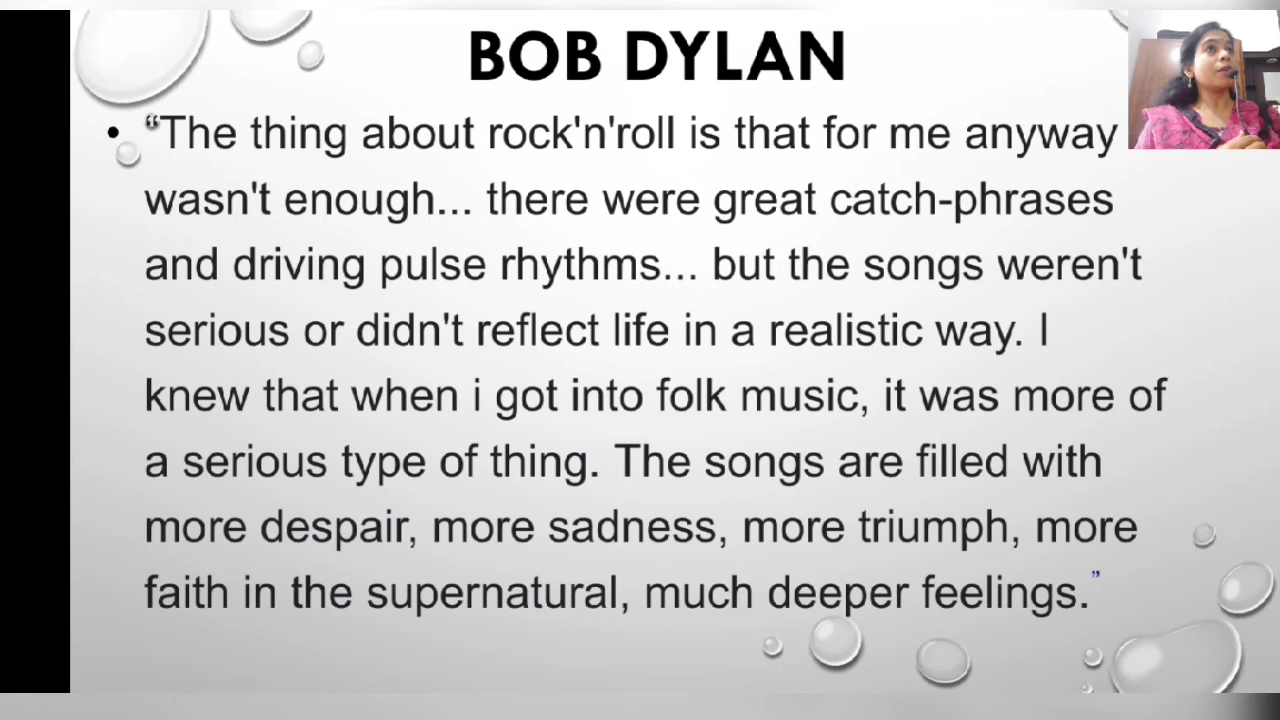 BOB DYLAN
• “The thing about rock'n'roll is that for me anyway
wasn't enough... there were great catch-phrases
and driving pulse rhythms... but the songs weren't
serious or didn't reflect life in a realistic way. I
knew that when i got into folk music, it was more of
a serious type of thing. The songs are filled with
more despair, more sadness, more triumph, more
faith in the supernatural, much deeper feelings.”